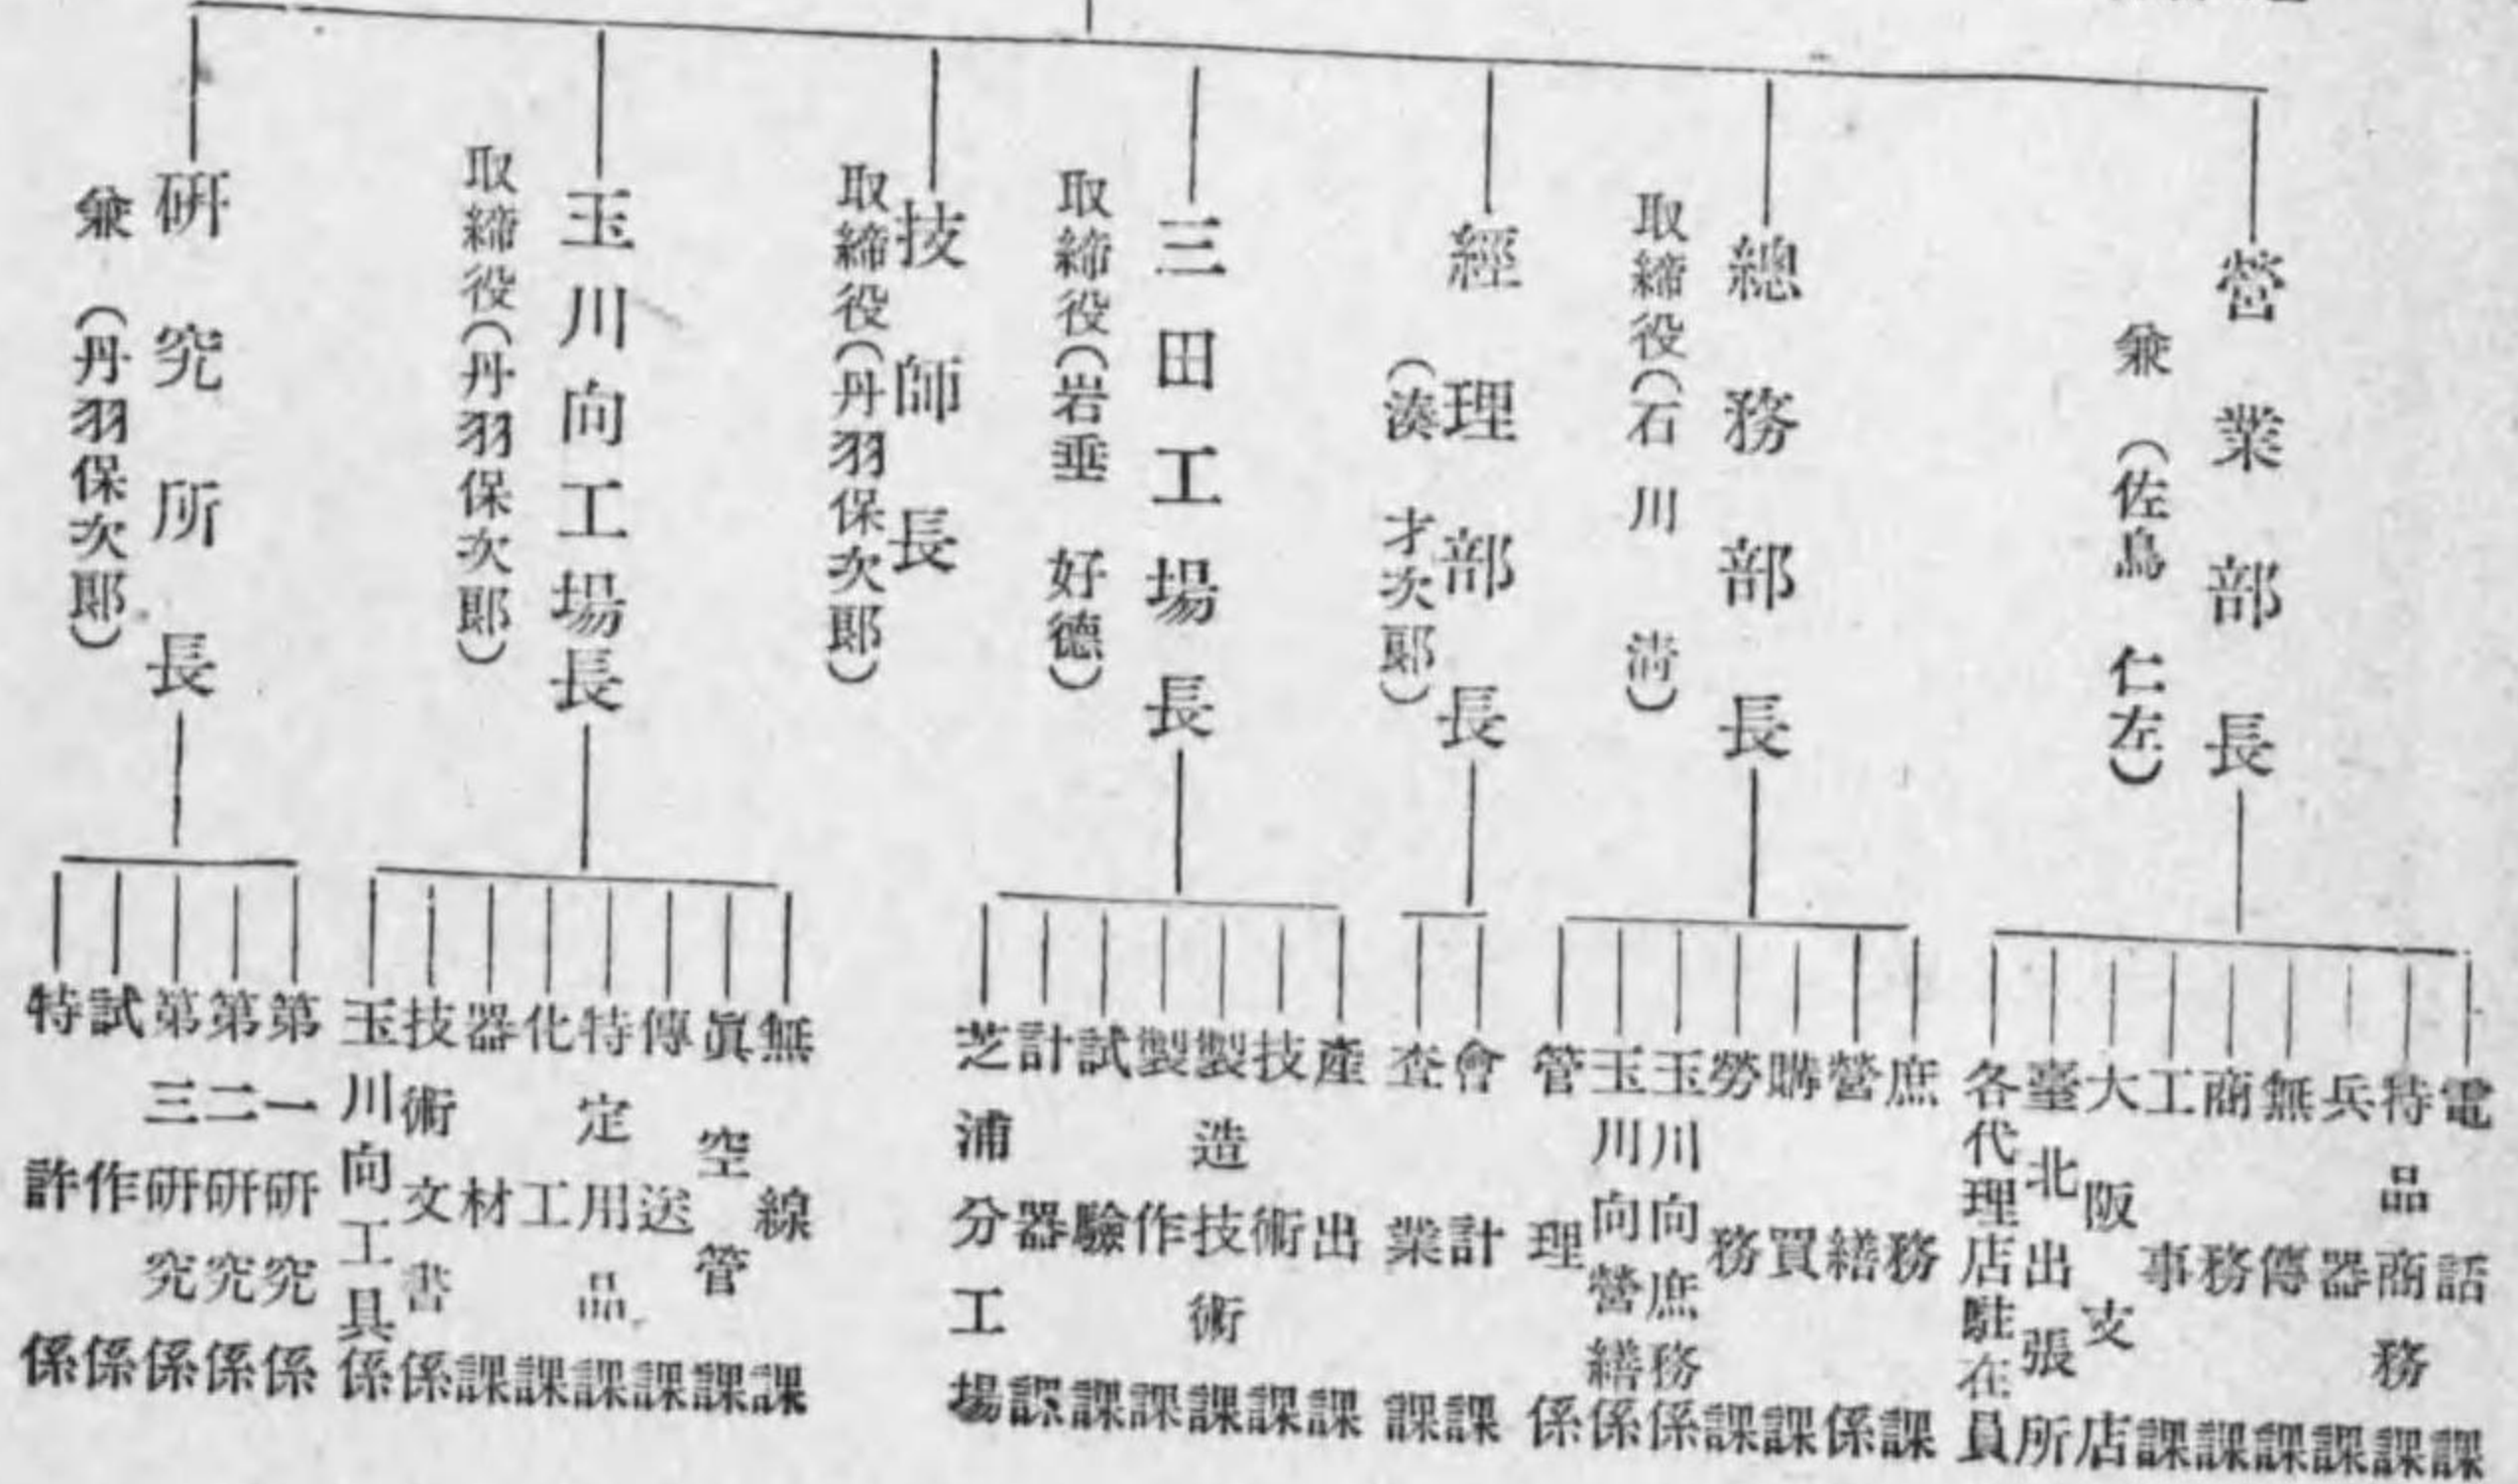 營業部長
兼(佐鳥仁左)
電話課
特品商務課
兵器課
無傳課
商務課
工事課
大阪支店
臺北出張所
各代理店駐在員
總務部長
取締役(石川清)
庶務課
營繕係
購買課
勞務課
玉川向庶務係
玉川向營繕係
管理係
經理部長
(湊才次郎)
會計課
查業課
三田工場長
取締役(岩垂好德)
產出課
技術課
製造技術課
製作課
試驗課
計器課
芝浦分工場
技師長
取締役(丹羽保次郎)
玉川向工場長
取締役(丹羽保次郎)
無線課
眞空管課
傳送課
特定用品課
化工課
器材課
技術文書係
玉川向工具係
研究所長
兼(丹羽保次郎)
第一研究係
第二研究係
第三研究係
試作係
特許係